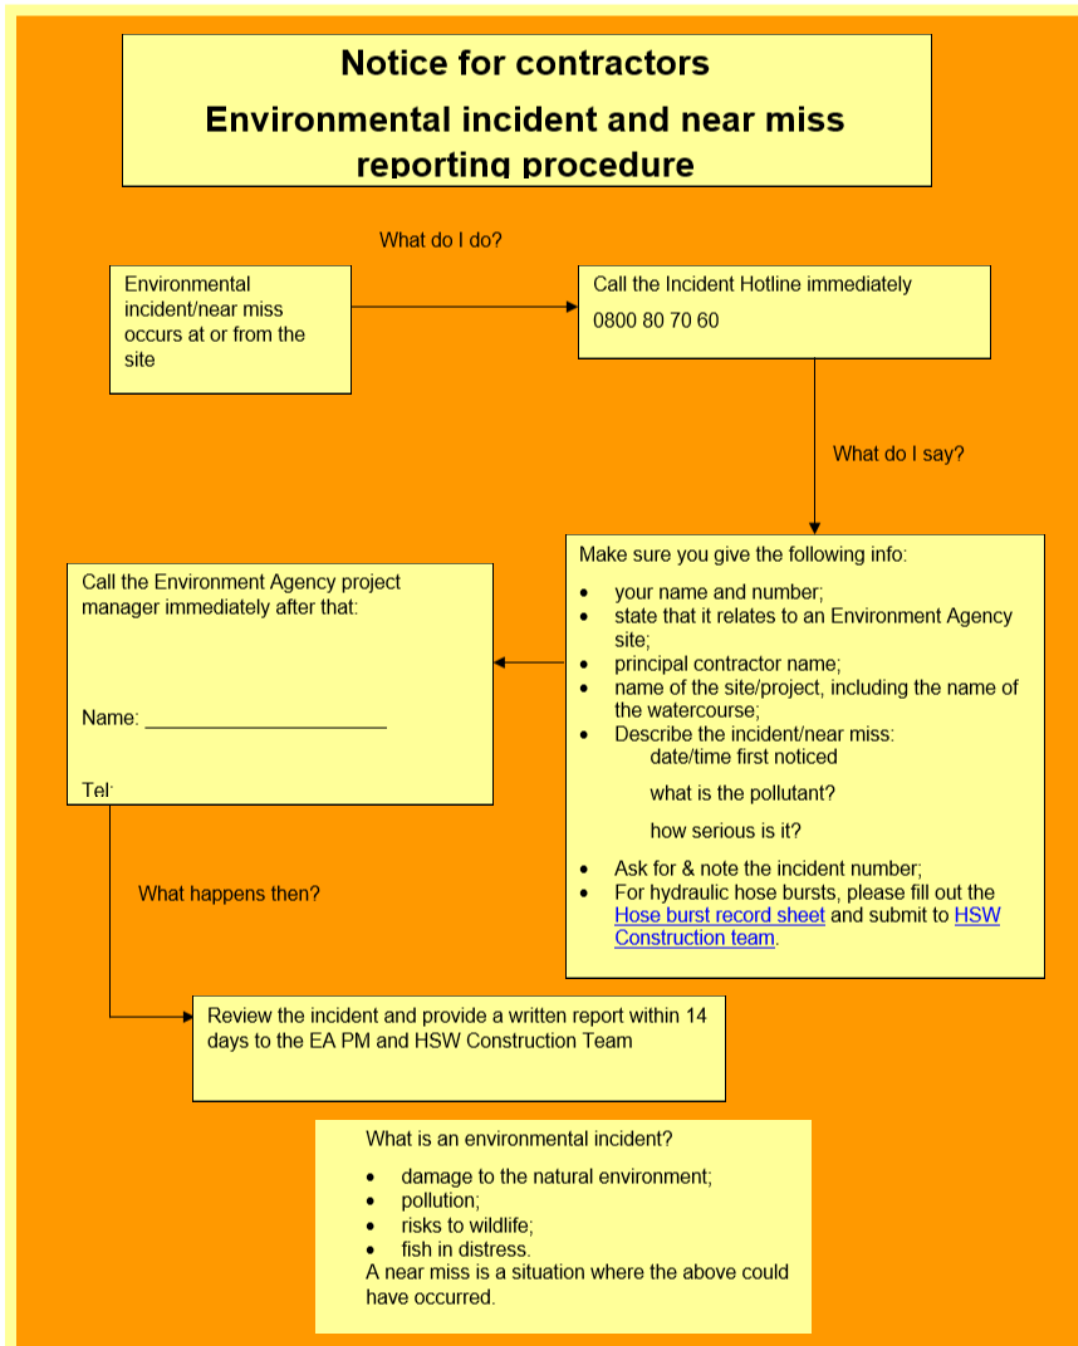 Notice for contractors
Environmental incident and near miss
reporting procedure
What do I do?
Environmental
incident/near miss
occurs at or from the
site
Call the Incident Hotline immediately
0800 80 70 60
What do I say?
Make sure you give the following info:
• your name and number;
• state that it relates to an Environment Agency
site;
• principal contractor name;
• name of the site/project, including the name of
the watercourse;
• Describe the incident/near miss:
date/time first noticed
what is the pollutant?
how serious is it?
• Ask for & note the incident number;
• For hydraulic hose bursts, please fill out the
Hose burst record sheet and submit to HSW
Construction team.
Call the Environment Agency project
manager immediately after that:
Name: ______________________
Tel:
What happens then?
Review the incident and provide a written report within 14
days to the EA PM and HSW Construction Team
What is an environmental incident?
• damage to the natural environment;
• pollution;
• risks to wildlife;
• fish in distress.
A near miss is a situation where the above could
have occurred.